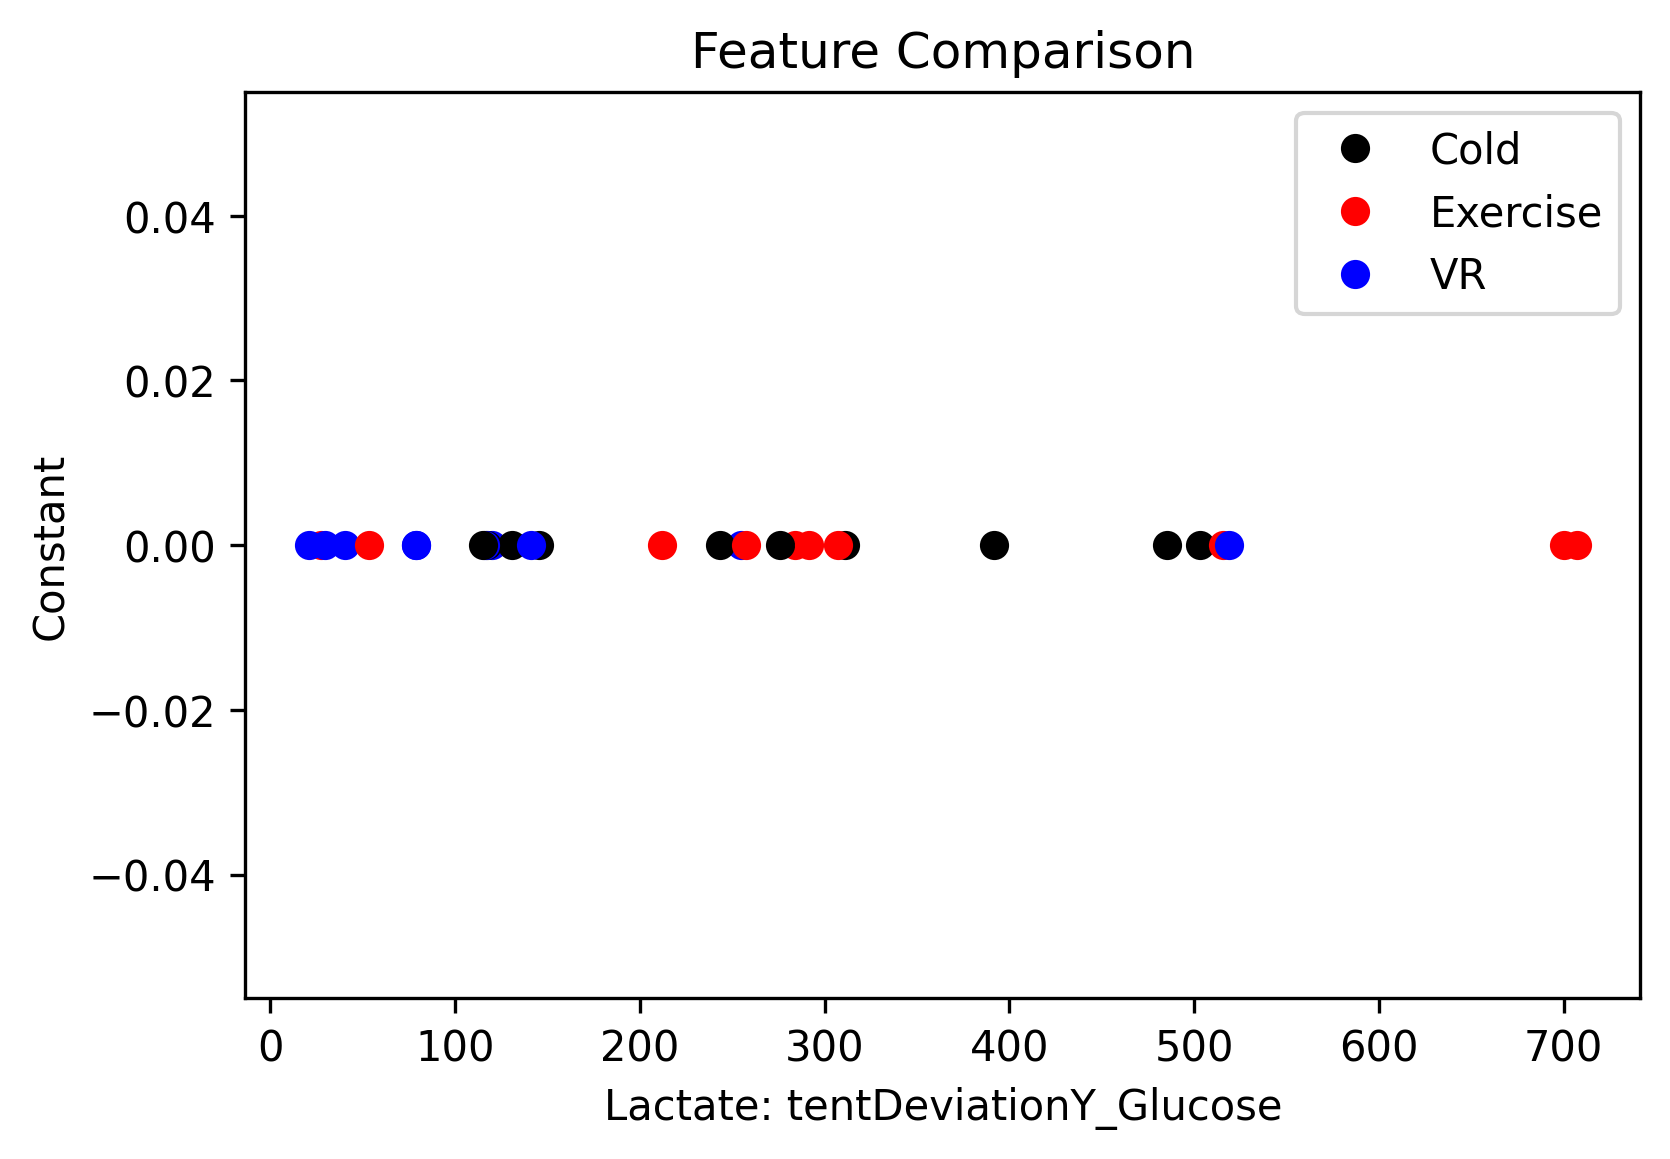 Feature Comparison
Cold
Exercise
VR
0.04
0.02
0.00
−0.02
−0.04
Constant
0 100 200 300 400 500 600 700
Lactate: tentDeviationY_Glucose